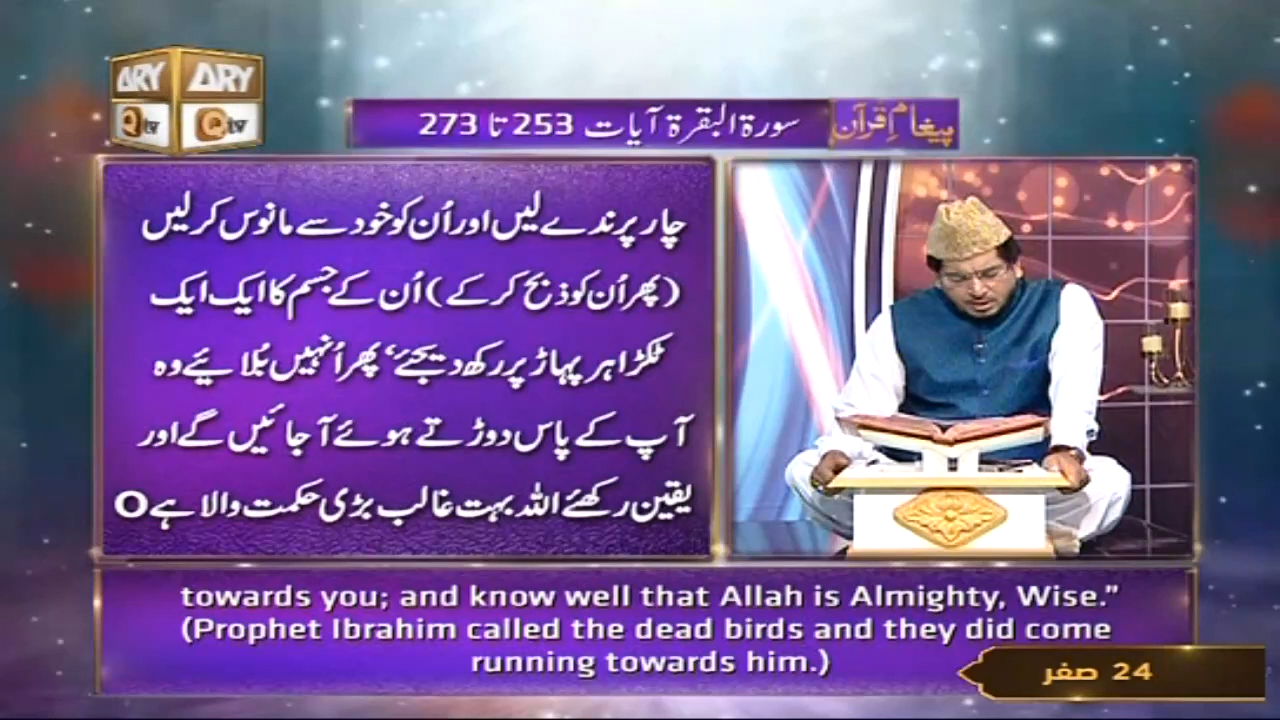 ARY ARY
Qtv Qtv
پیغامِ قرآن
سورۃ البقرۃ آیات 253 تا 273
چار پرندے لیں اور اُن کو خود سے مانوس کرلیں
(پھر اُن کو ذبح کر کے) اُن کے جسم کا ایک ایک
ٹکڑا ہر پہاڑ پر رکھ دیجئے، پھر اُنہیں بُلائیے وہ
آپ کے پاس دوڑتے ہوئے آجائیں گے اور
یقین رکھئے اللہ بہت غالب بڑی حکمت والا ہےO
towards you; and know well that Allah is Almighty, Wise.”
(Prophet Ibrahim called the dead birds and they did come
running towards him.)
24 صفر